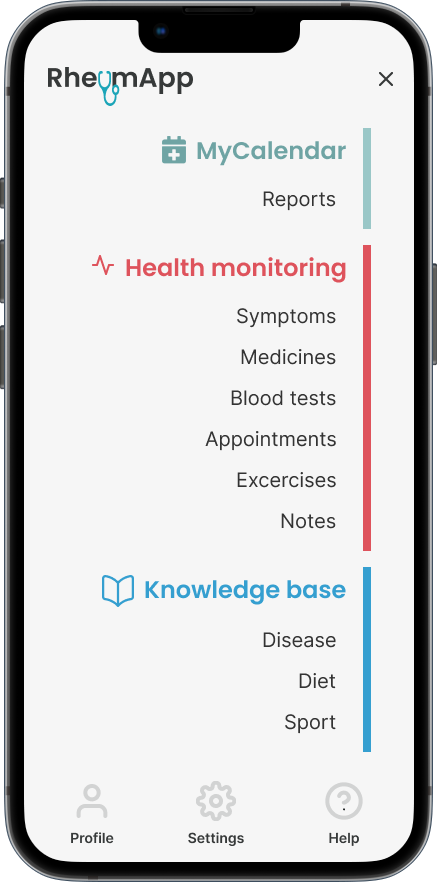 RheumApp
MyCalendar
Reports
Health monitoring
Symptoms
Medicines
Blood tests
Appointments
Excercises
Notes
Knowledge base
Disease
Diet
Sport
Profile
Settings
Help